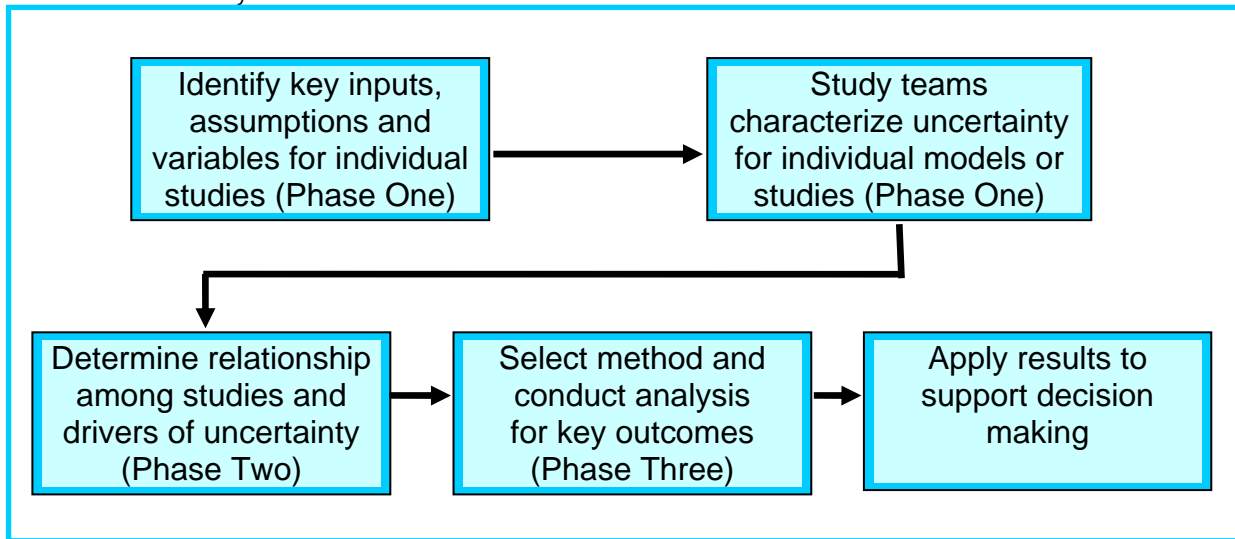 Identify key inputs,
assumptions and
variables for individual
studies (Phase One)
Study teams
characterize uncertainty
for individual models or
studies (Phase One)
Determine relationship
among studies and
drivers of uncertainty
(Phase Two)
Select method and
conduct analysis
for key outcomes
(Phase Three)
Apply results to
support decision
making